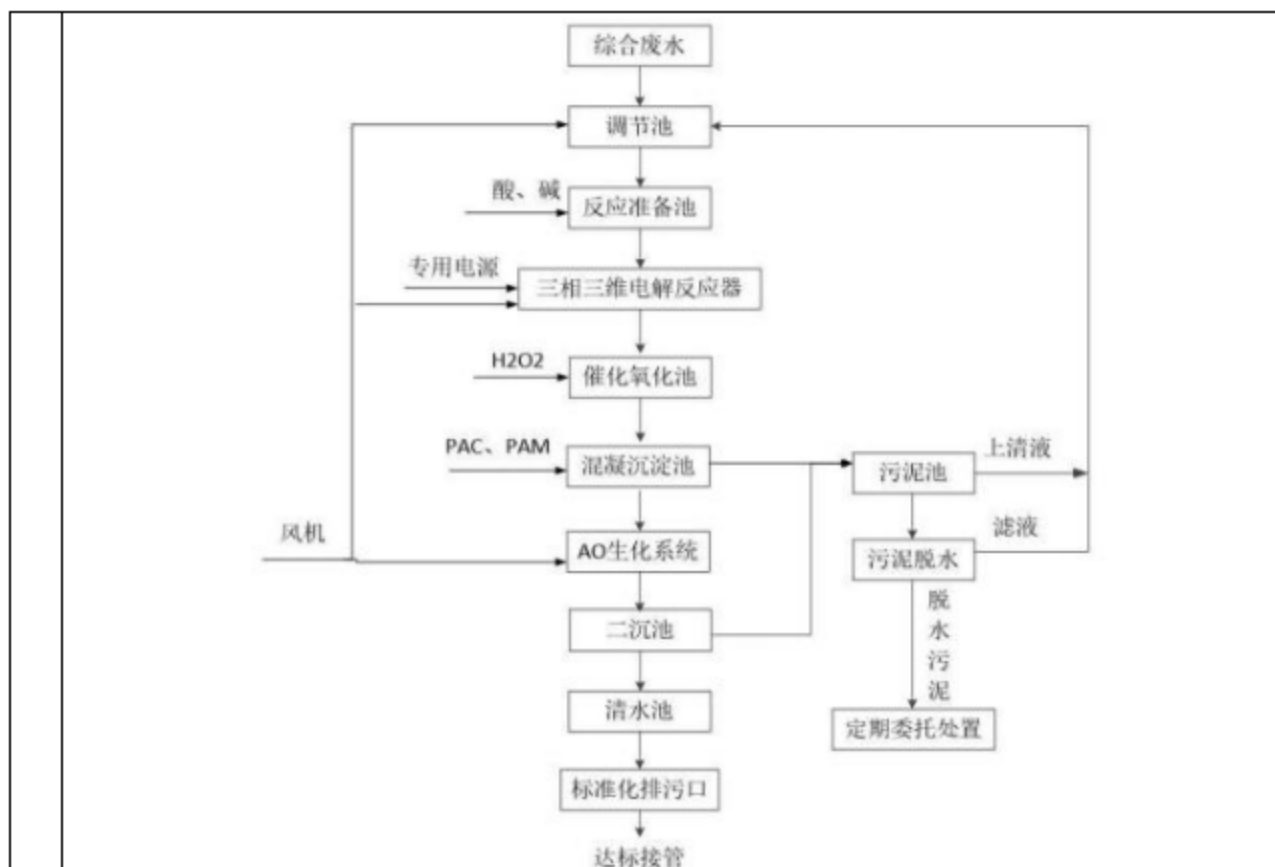 综合废水
调节池
酸、碱
反应准备池
专用电源
三相三维电解反应器
H2O2
催化氧化池
PAC、PAM
混凝沉淀池
污泥池
上清液
风机
AO生化系统
污泥脱水
滤液
二沉池
脱水污泥
清水池
定期委托处置
标准化排污口
达标接管